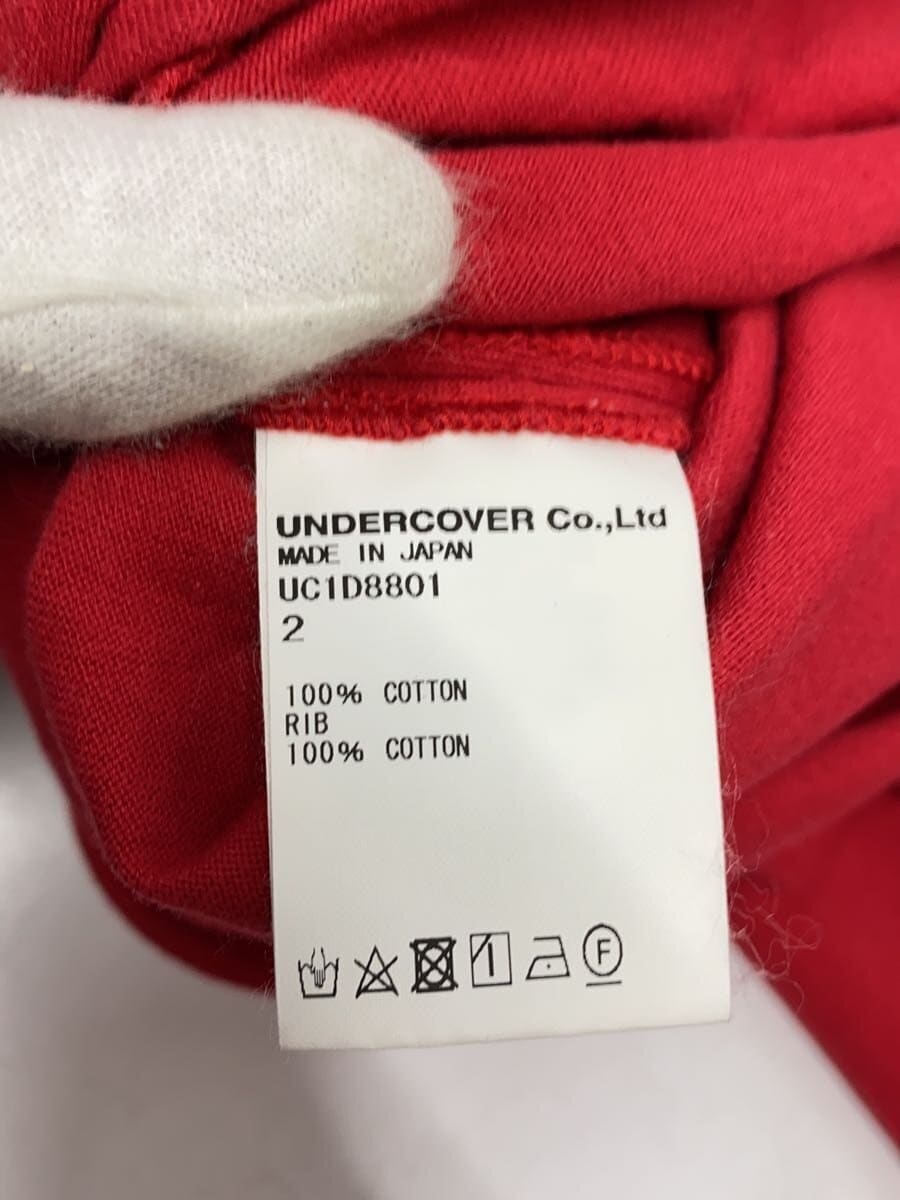 UNDERCOVER Co.,Ltd
MADE IN JAPAN
UC1D8801
2
100% COTTON
RIB
100% COTTON
F